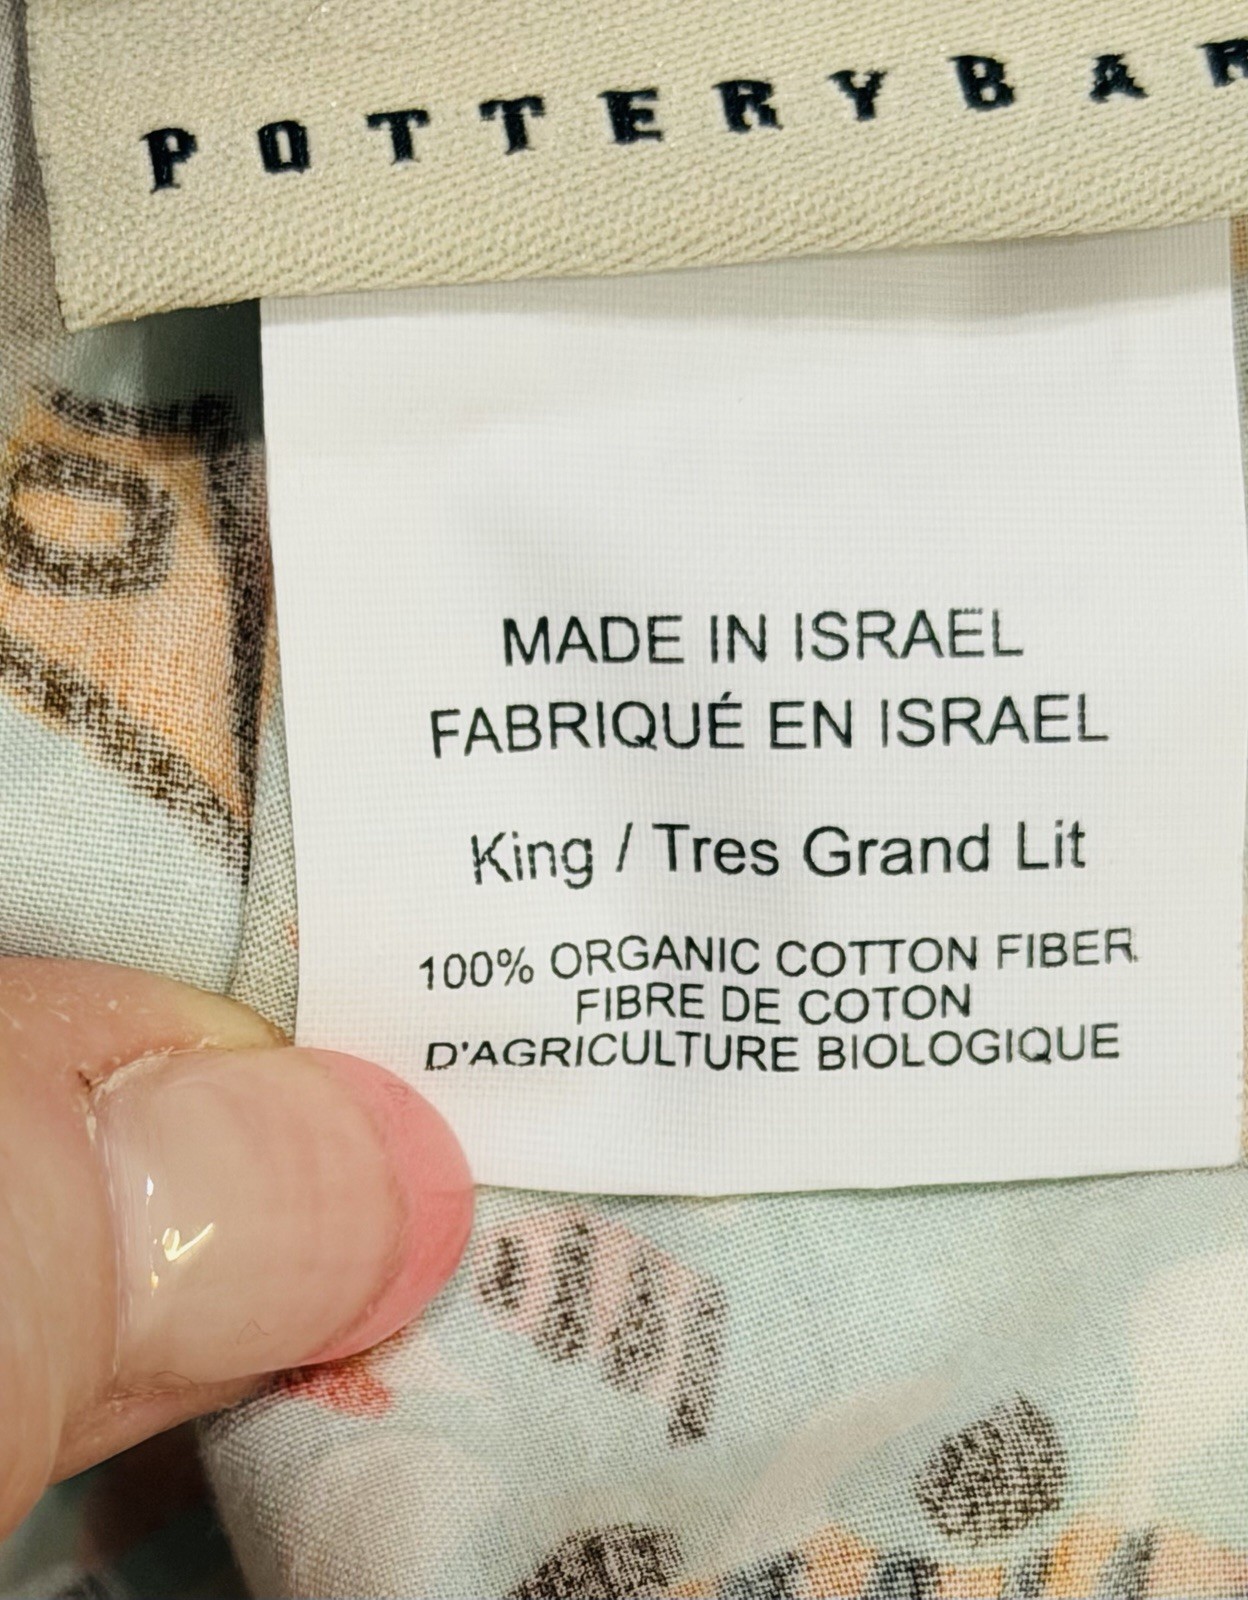 POTTERYBAR
MADE IN ISRAEL
FABRIQUÉ EN ISRAEL
King / Tres Grand Lit
100% ORGANIC COTTON FIBER
FIBRE DE COTON
D'AGRICULTURE BIOLOGIQUE